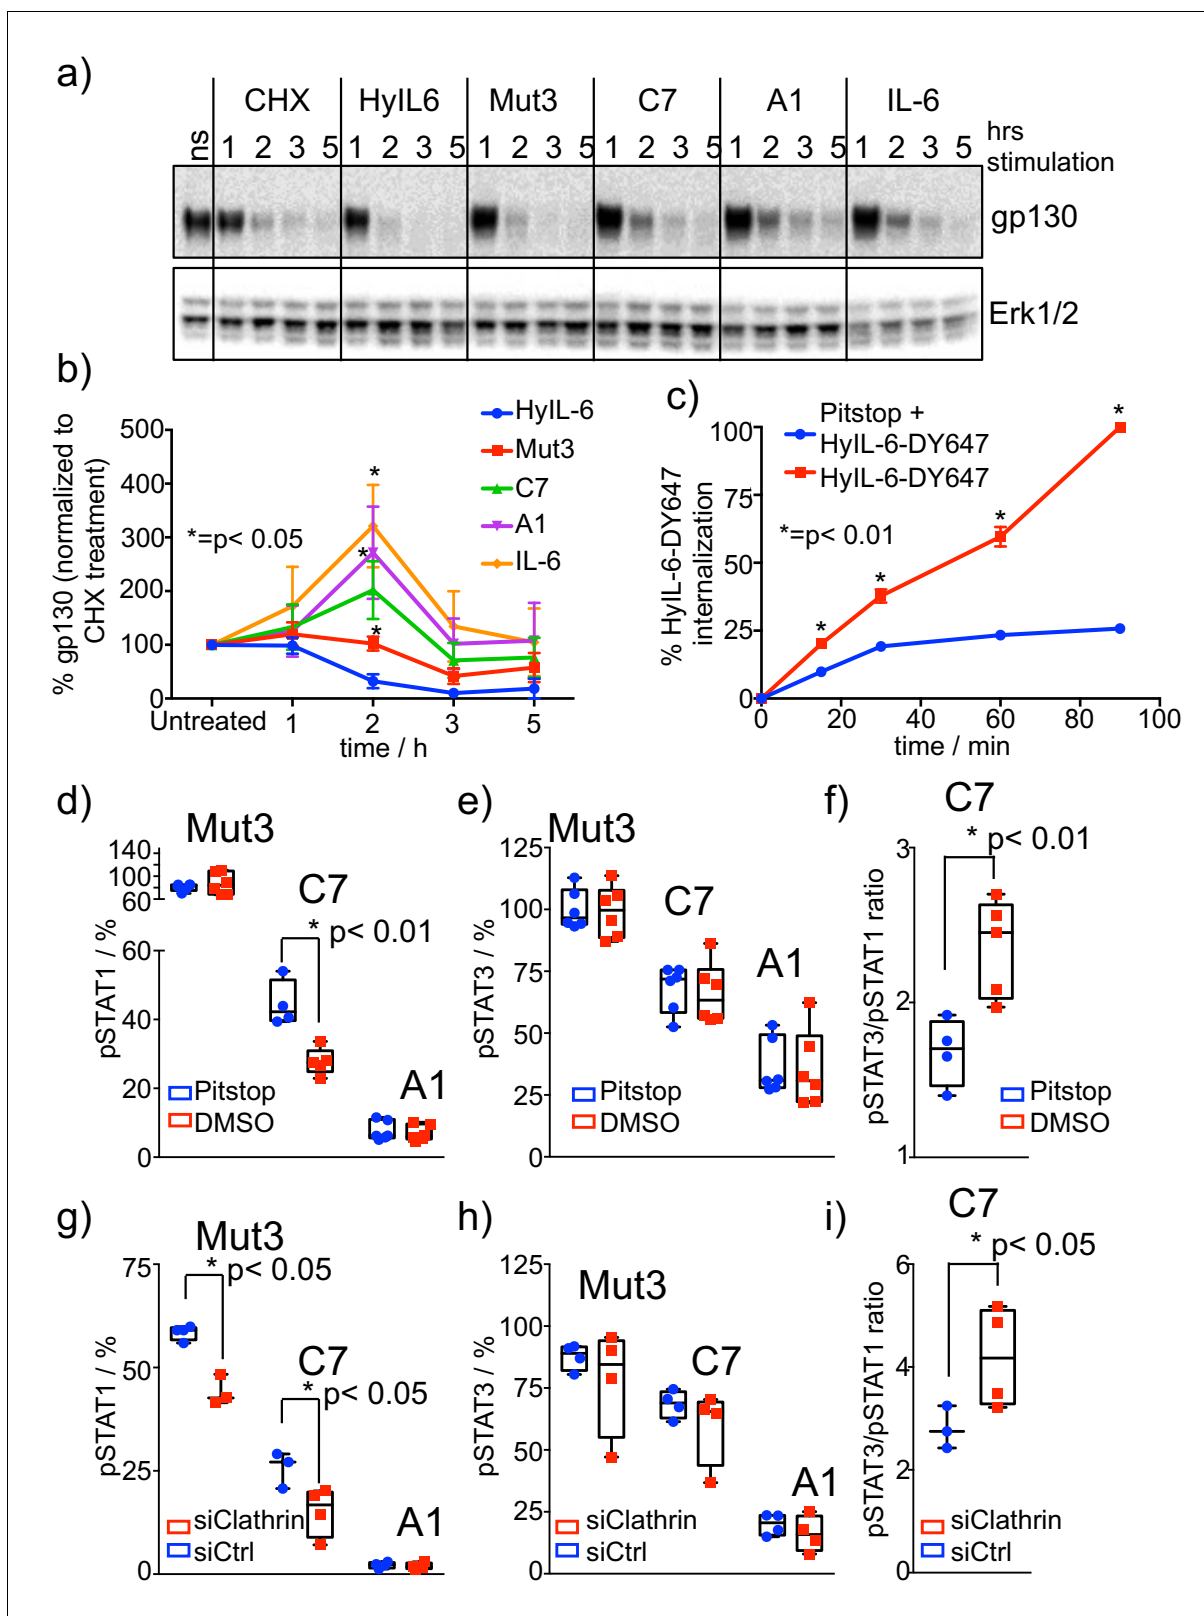 a)
CHX HyIL6 Mut3 C7 A1 IL-6
ns 1 2 3 5 1 2 3 5 1 2 3 5 1 2 3 5 1 2 3 5 1 2 3 5 hrs stimulation
gp130
Erk1/2
b)
% gp130 (normalized to CHX treatment)
500
400
300
200
100
0
*=p< 0.05
*
*
*
HyIL-6
Mut3
C7
A1
IL-6
Untreated 1 2 3 5
time / h
c)
% HyIL-6-DY647 internalization
100
75
50
25
0
Pitstop + HyIL-6-DY647
HyIL-6-DY647
*=p< 0.01
*
*
*
*
0 20 40 60 80 100
time / min
d)
Mut3
C7
A1
* p< 0.01
pSTAT1 / %
140
100
60
60
40
20
0
Pitstop
DMSO
e)
Mut3
C7
A1
pSTAT3 / %
125
100
75
50
25
0
Pitstop
DMSO
f)
C7
* p< 0.01
pSTAT3/pSTAT1 ratio
3
2
1
Pitstop
DMSO
g)
Mut3
* p< 0.05
C7
* p< 0.05
A1
pSTAT1 / %
75
50
25
0
siClathrin
siCtrl
h)
Mut3
C7
A1
pSTAT3 / %
125
100
75
50
25
0
siClathrin
siCtrl
i)
C7
* p< 0.05
pSTAT3/pSTAT1 ratio
6
4
2
0
siClathrin
siCtrl